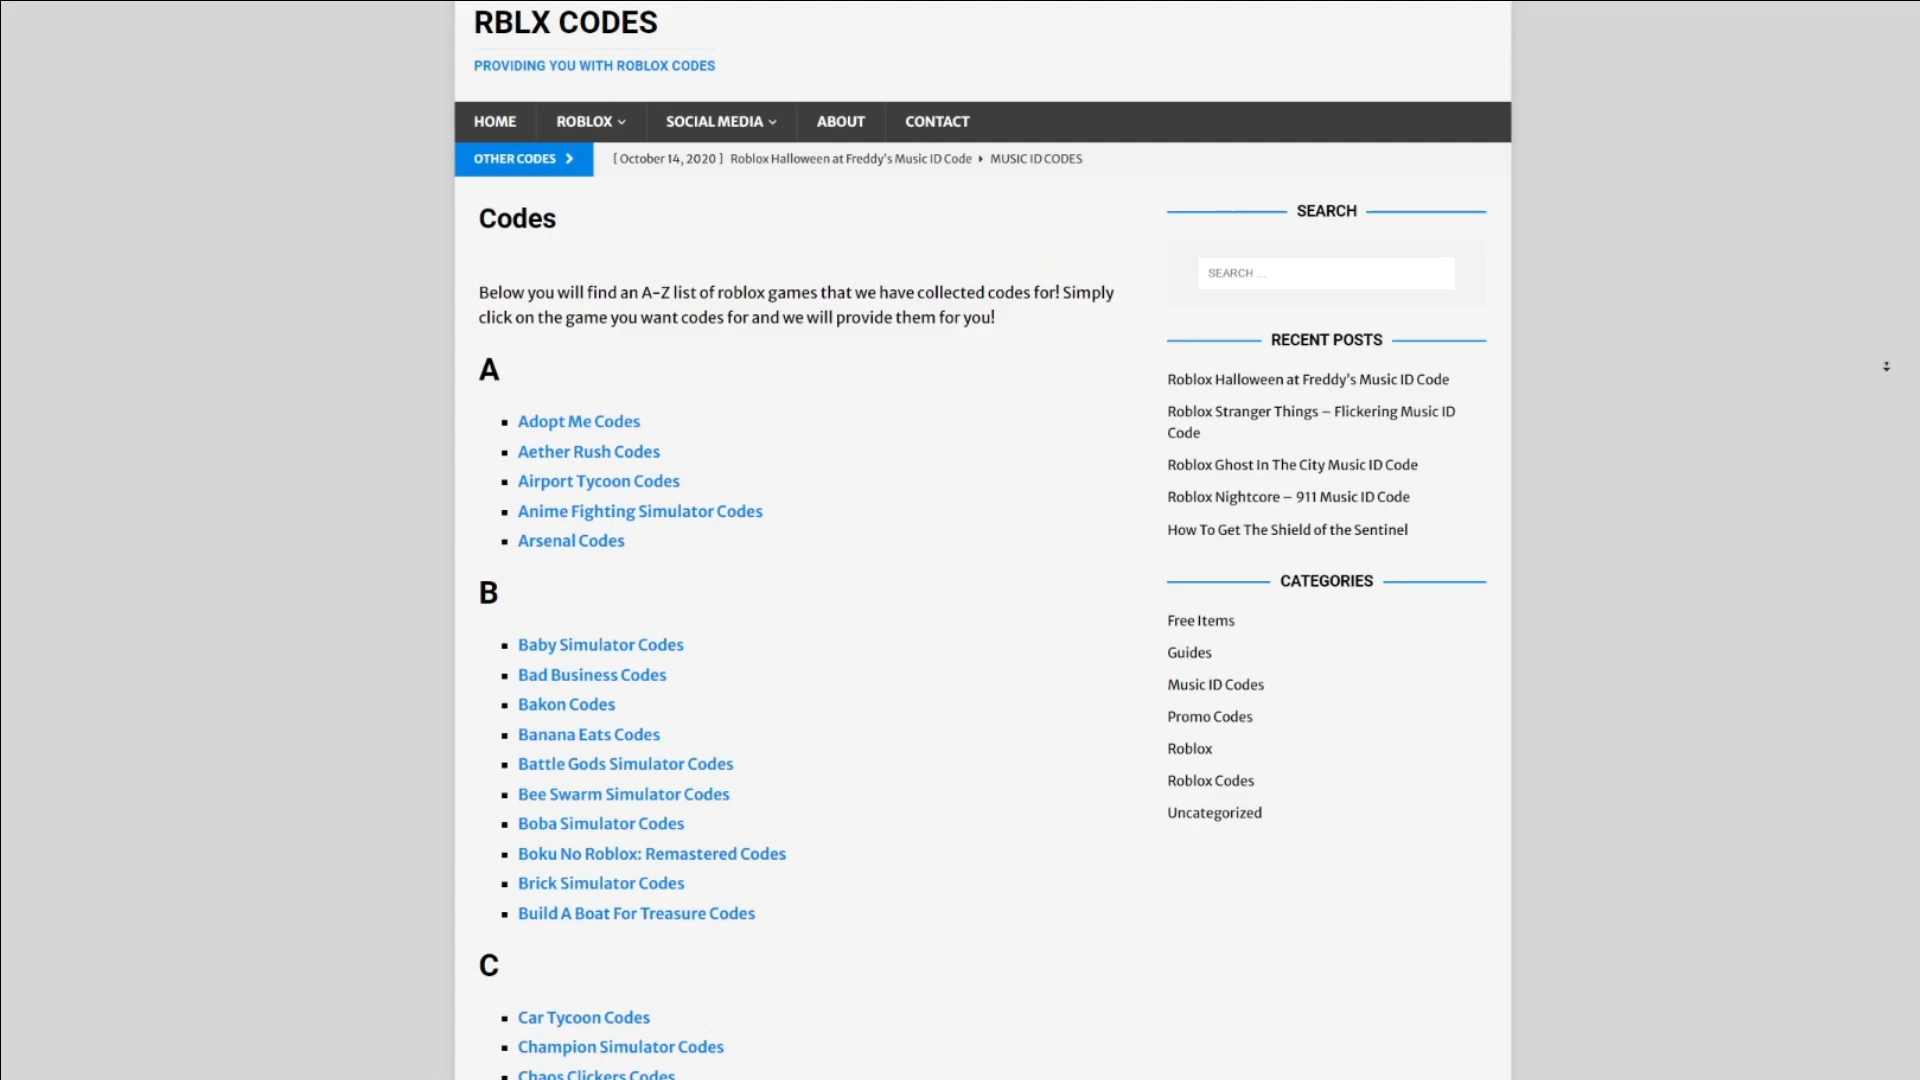 RBLX CODES
PROVIDING YOU WITH ROBLOX CODES
HOME ROBLOX SOCIAL MEDIA ABOUT CONTACT
OTHER CODES [ October 14, 2020 ] Roblox Halloween at Freddy's Music ID Code MUSIC ID CODES
Codes
Below you will find an A-Z list of roblox games that we have collected codes for! Simply
click on the game you want codes for and we will provide them for you!
A
Adopt Me Codes
Aether Rush Codes
Airport Tycoon Codes
Anime Fighting Simulator Codes
Arsenal Codes
B
Baby Simulator Codes
Bad Business Codes
Bakon Codes
Banana Eats Codes
Battle Gods Simulator Codes
Bee Swarm Simulator Codes
Boba Simulator Codes
Boku No Roblox: Remastered Codes
Brick Simulator Codes
Build A Boat For Treasure Codes
C
Car Tycoon Codes
Champion Simulator Codes
Chaos Clickers Codes
SEARCH
SEARCH ...
RECENT POSTS
Roblox Halloween at Freddy's Music ID Code
Roblox Stranger Things – Flickering Music ID
Code
Roblox Ghost In The City Music ID Code
Roblox Nightcore – 911 Music ID Code
How To Get The Shield of the Sentinel
CATEGORIES
Free Items
Guides
Music ID Codes
Promo Codes
Roblox
Roblox Codes
Uncategorized